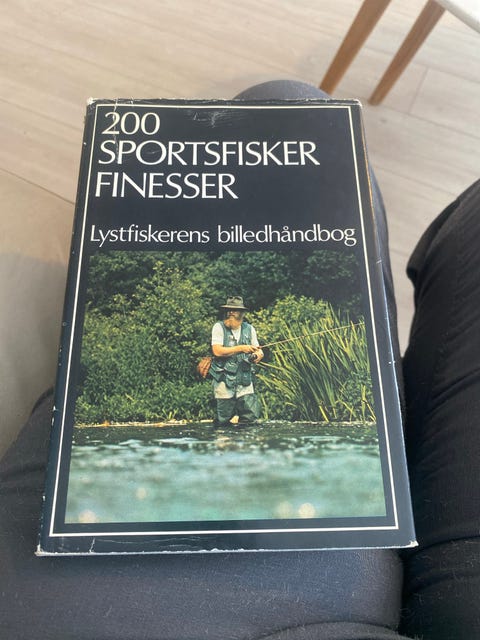 200
SPORTSFISKER
FINESSER
Lystfiskerens billedhåndbog